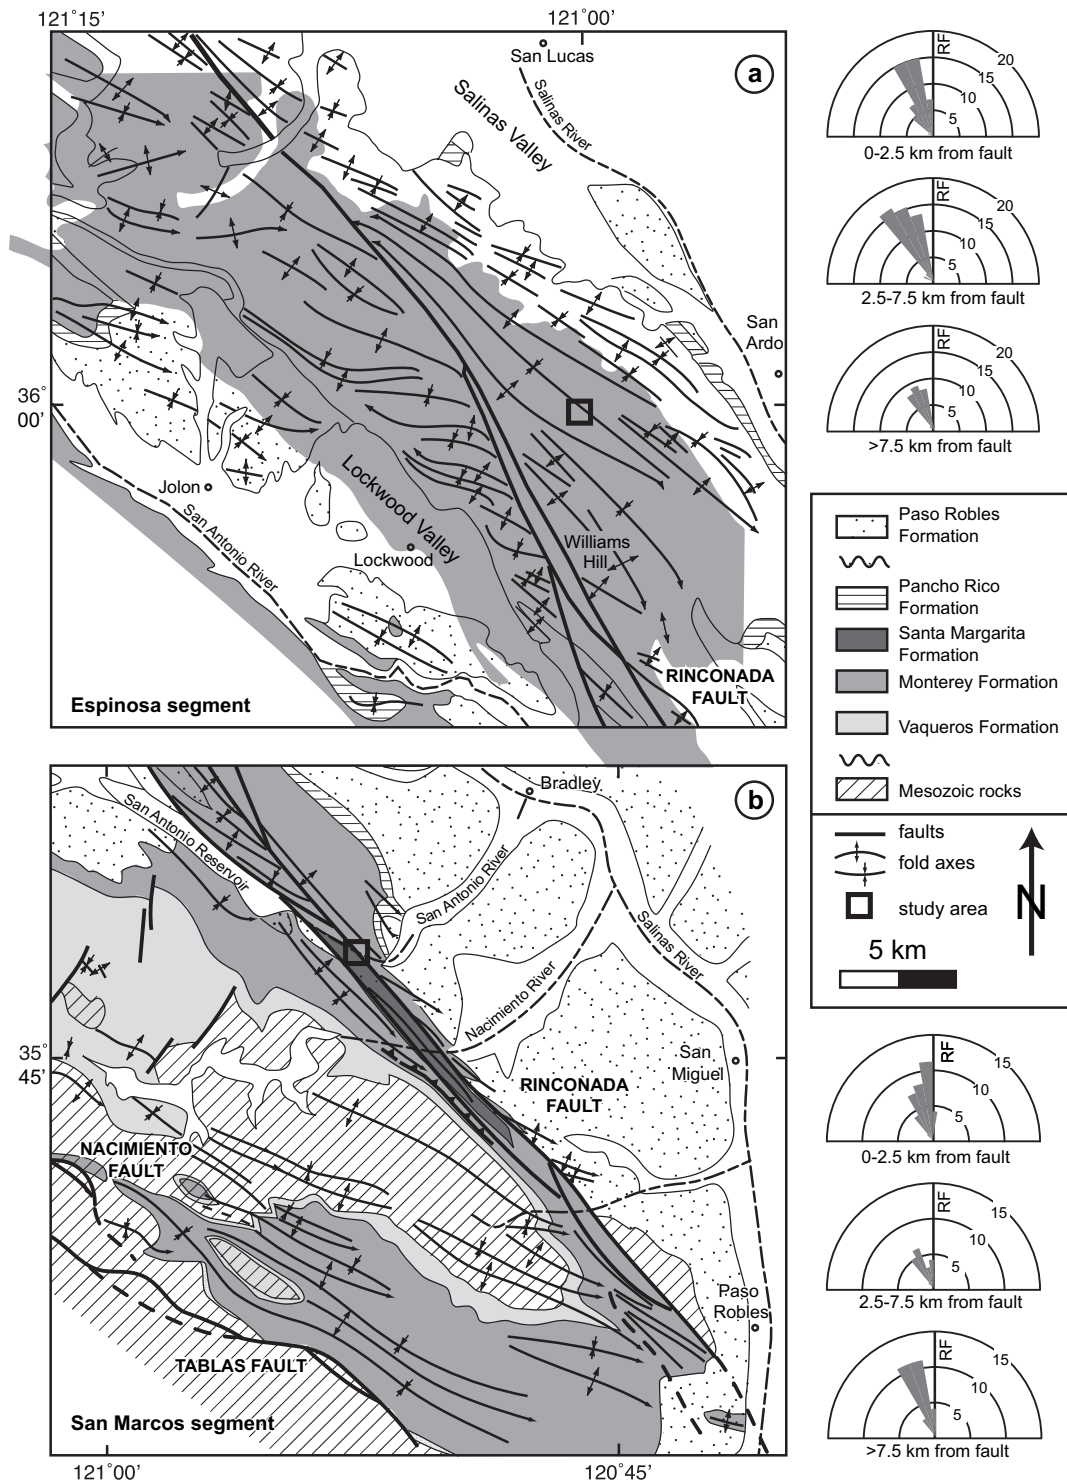 121°15'
121°00'
San Lucas
a
Salinas Valley
Salinas River
San
Ardo
36°
00'
Jolon
San Antonio River
Lockwood Valley
Lockwood
Williams
Hill
RINCONADA
FAULT
Espinosa segment
RF
20
15
10
5
0-2.5 km from fault
RF
20
15
10
5
2.5-7.5 km from fault
RF
20
15
10
5
>7.5 km from fault
Paso Robles
Formation
Pancho Rico
Formation
Santa Margarita
Formation
Monterey Formation
Vaqueros Formation
Mesozoic rocks
faults
fold axes
study area
N
5 km
b
Bradley
San Antonio Reservoir
San Antonio River
Salinas River
Nacimiento River
35°
45'
San
Miguel
RINCONADA
FAULT
NACIMIENTO
FAULT
Paso
Robles
TABLAS FAULT
San Marcos segment
121°00'
120°45'
RF
15
10
5
0-2.5 km from fault
RF
15
10
5
2.5-7.5 km from fault
RF
15
10
5
>7.5 km from fault